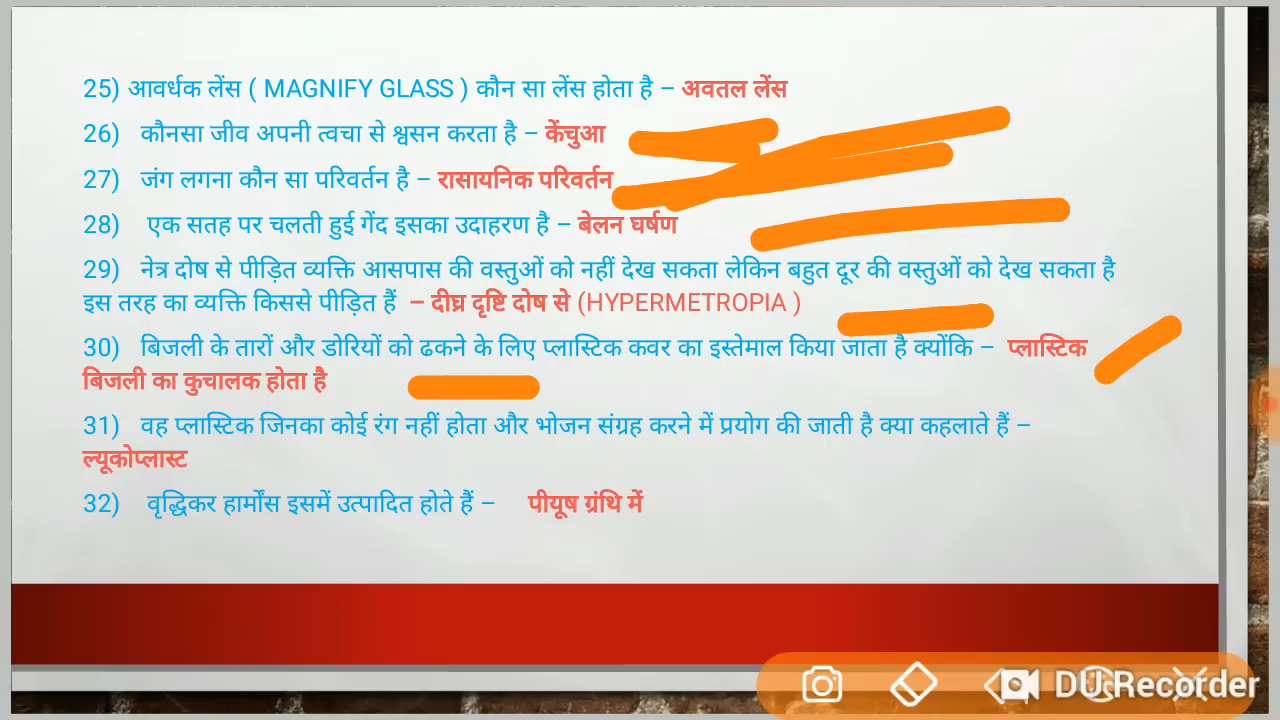 25) आवर्धक लेंस ( MAGNIFY GLASS ) कौन सा लेंस होता है – अवतल लेंस
26) कौनसा जीव अपनी त्वचा से श्वसन करता है – केंचुआ
27) जंग लगना कौन सा परिवर्तन है – रासायनिक परिवर्तन
28) एक सतह पर चलती हुई गेंद इसका उदाहरण है – बेलन घर्षण
29) नेत्र दोष से पीड़ित व्यक्ति आसपास की वस्तुओं को नहीं देख सकता लेकिन बहुत दूर की वस्तुओं को देख सकता है
इस तरह का व्यक्ति किससे पीड़ित हैं – दीघ्र दृष्टि दोष से (HYPERMETROPIA )
30) बिजली के तारों और डोरियों को ढकने के लिए प्लास्टिक कवर का इस्तेमाल किया जाता है क्योंकि – प्लास्टिक
बिजली का कुचालक होता है
31) वह प्लास्टिक जिनका कोई रंग नहीं होता और भोजन संग्रह करने में प्रयोग की जाती है क्या कहलाते हैं –
ल्यूकोप्लास्ट
32) वृद्धिकर हार्मोंस इसमें उत्पादित होते हैं – पीयूष ग्रंथि में
DU Recorder